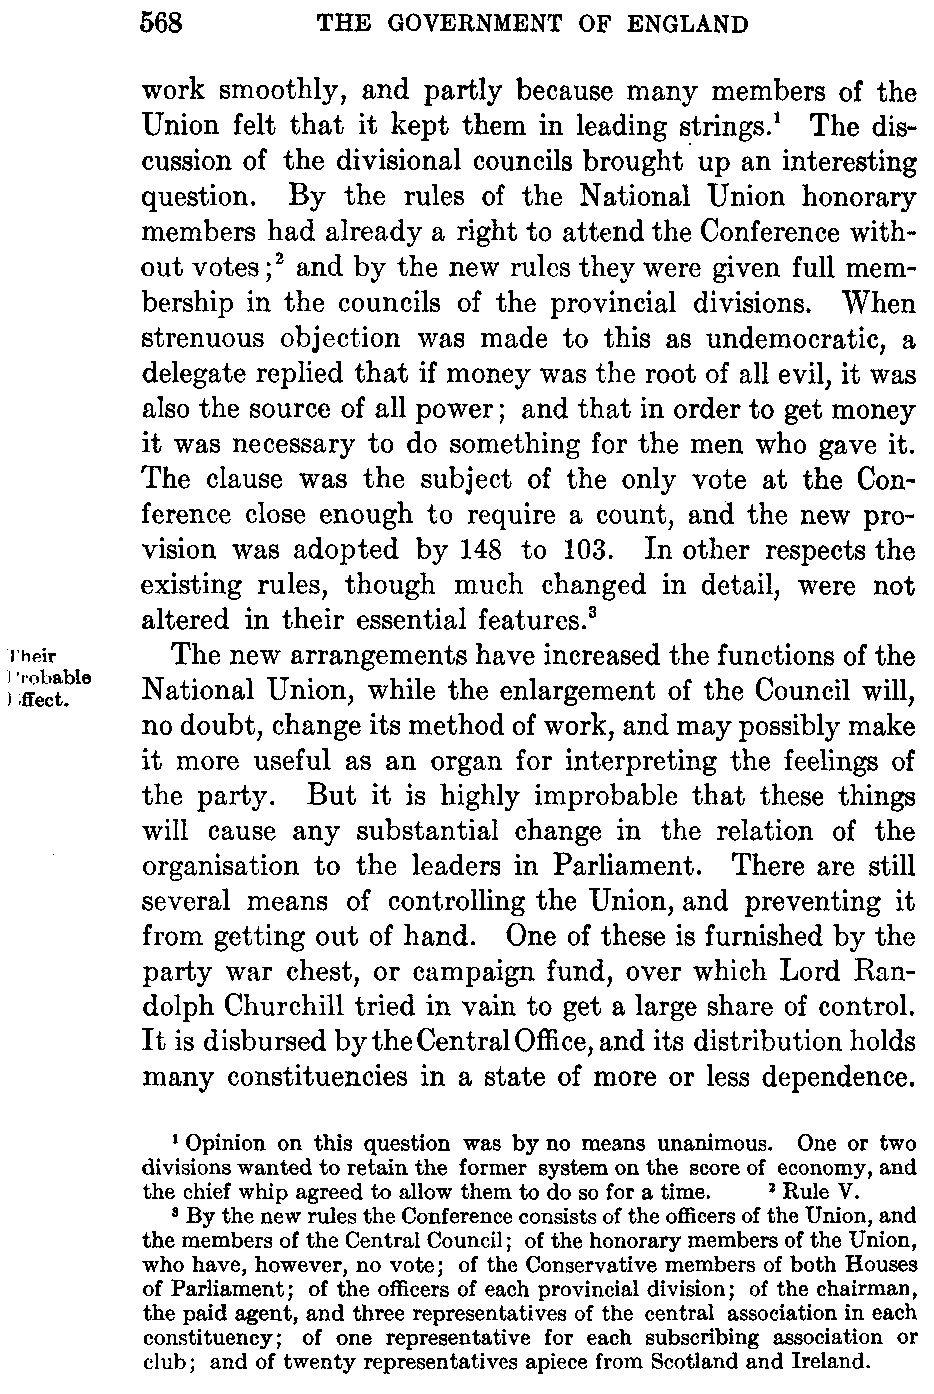 568 THE GOVERNMENT OF ENGLAND
work smoothly, and partly because many members of the
Union felt that it kept them in leading strings.¹ The dis-
cussion of the divisional councils brought up an interesting
question. By the rules of the National Union honorary
members had already a right to attend the Conference with-
out votes;² and by the new rules they were given full mem-
bership in the councils of the provincial divisions. When
strenuous objection was made to this as undemocratic, a
delegate replied that if money was the root of all evil, it was
also the source of all power; and that in order to get money
it was necessary to do something for the men who gave it.
The clause was the subject of the only vote at the Con-
ference close enough to require a count, and the new pro-
vision was adopted by 148 to 103. In other respects the
existing rules, though much changed in detail, were not
altered in their essential features.³
Their
Probable
Effect.
The new arrangements have increased the functions of the
National Union, while the enlargement of the Council will,
no doubt, change its method of work, and may possibly make
it more useful as an organ for interpreting the feelings of
the party. But it is highly improbable that these things
will cause any substantial change in the relation of the
organisation to the leaders in Parliament. There are still
several means of controlling the Union, and preventing it
from getting out of hand. One of these is furnished by the
party war chest, or campaign fund, over which Lord Ran-
dolph Churchill tried in vain to get a large share of control.
It is disbursed by the Central Office, and its distribution holds
many constituencies in a state of more or less dependence.
¹ Opinion on this question was by no means unanimous. One or two
divisions wanted to retain the former system on the score of economy, and
the chief whip agreed to allow them to do so for a time. ² Rule V.
³ By the new rules the Conference consists of the officers of the Union, and
the members of the Central Council; of the honorary members of the Union,
who have, however, no vote; of the Conservative members of both Houses
of Parliament; of the officers of each provincial division; of the chairman,
the paid agent, and three representatives of the central association in each
constituency; of one representative for each subscribing association or
club; and of twenty representatives apiece from Scotland and Ireland.